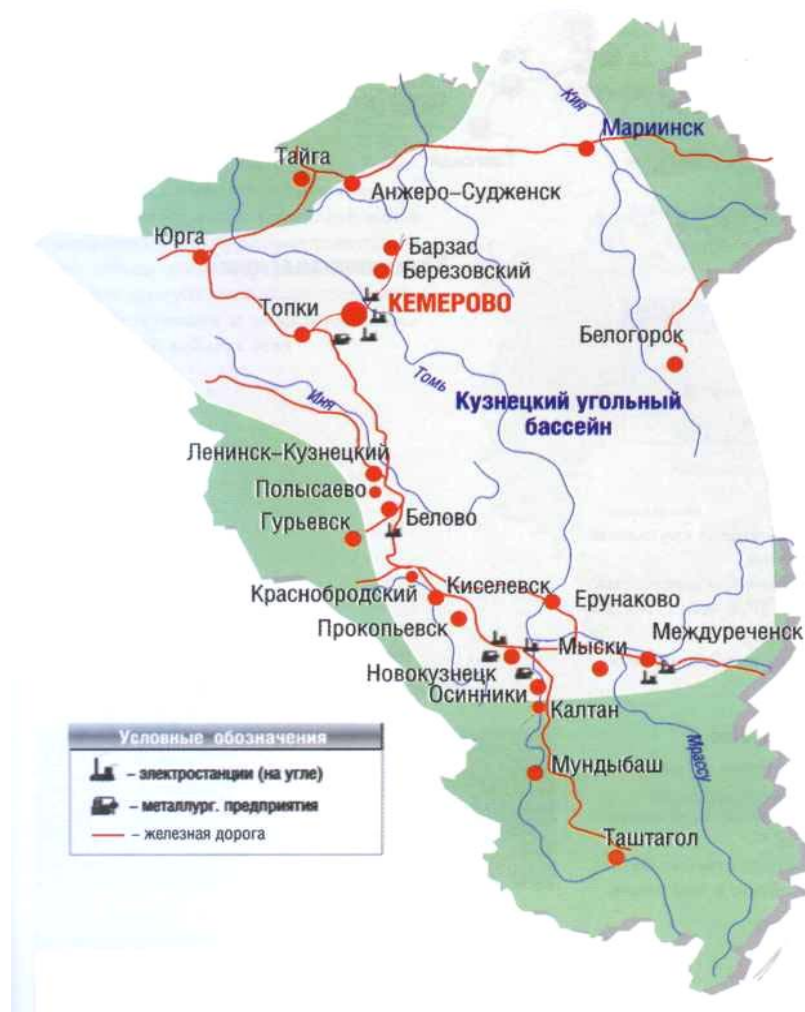 Кия
Мариинск
Тайга
Анжеро-Судженск
Юрга
Барзас
Березовский
Топки
КЕМЕРОВО
Белогорск
Томь
Иня
Кузнецкий угольный
бассейн
Ленинск-Кузнецкий
Полысаево
Гурьевск
Белово
Краснобродский
Киселевск
Ерунаково
Прокопьевск
Междуреченск
Мыски
Новокузнецк
Осинники
Калтан
Мундыбаш
Мрассу
Таштагол
Условные обозначения
– электростанции (на угле)
– металлург. предприятия
– железная дорога